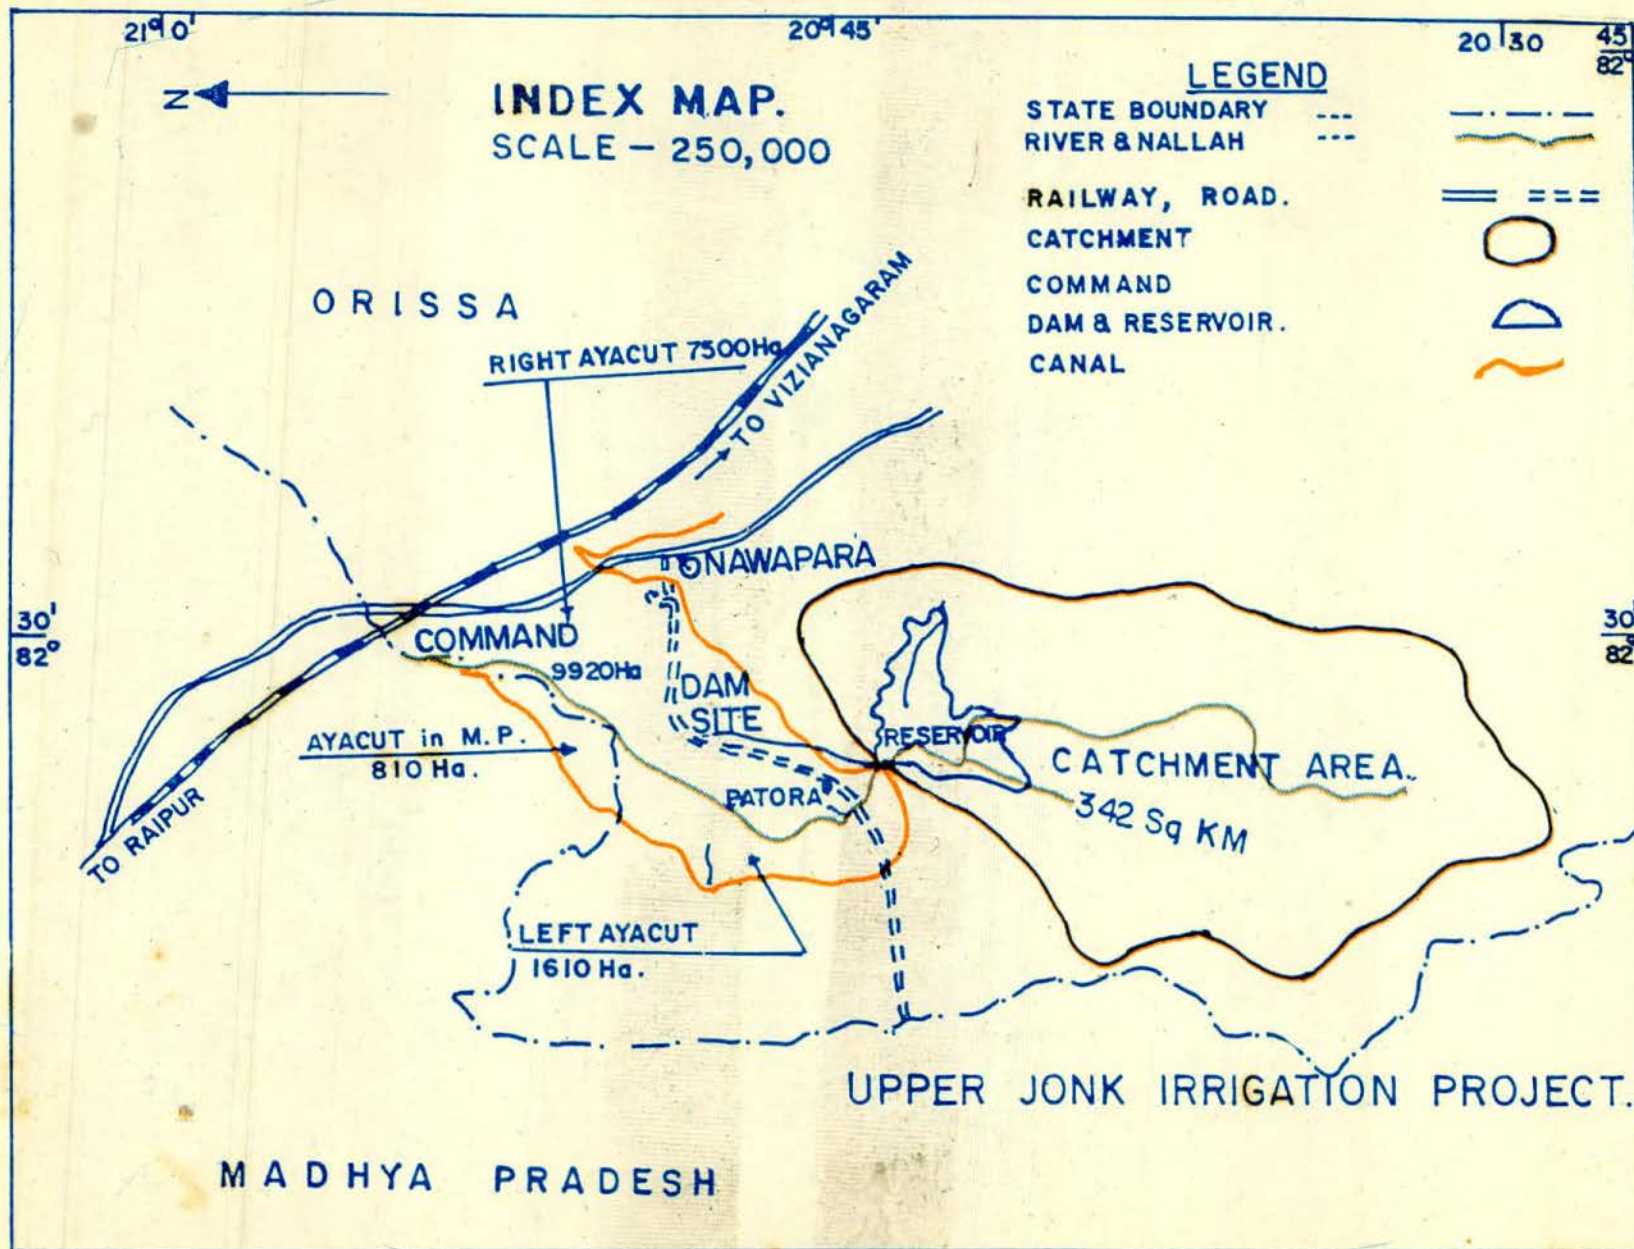 21° 0'
20° 45'
20 30
45
82°
N
INDEX MAP.
SCALE - 250,000
LEGEND
STATE BOUNDARY
RIVER & NALLAH
RAILWAY, ROAD.
CATCHMENT
COMMAND
DAM & RESERVOIR.
CANAL
ORISSA
RIGHT AYACUT 7500Ha
TO VIZIANAGARAM
NAWAPARA
30'
82°
30
82°
COMMAND
9920Ha
DAM
SITE
RESERVOIR
AYACUT in M.P.
810 Ha.
CATCHMENT AREA.
342 Sq KM
PATORA
TO RAIPUR
LEFT AYACUT
1610 Ha.
UPPER JONK IRRIGATION PROJECT.
MADHYA PRADESH